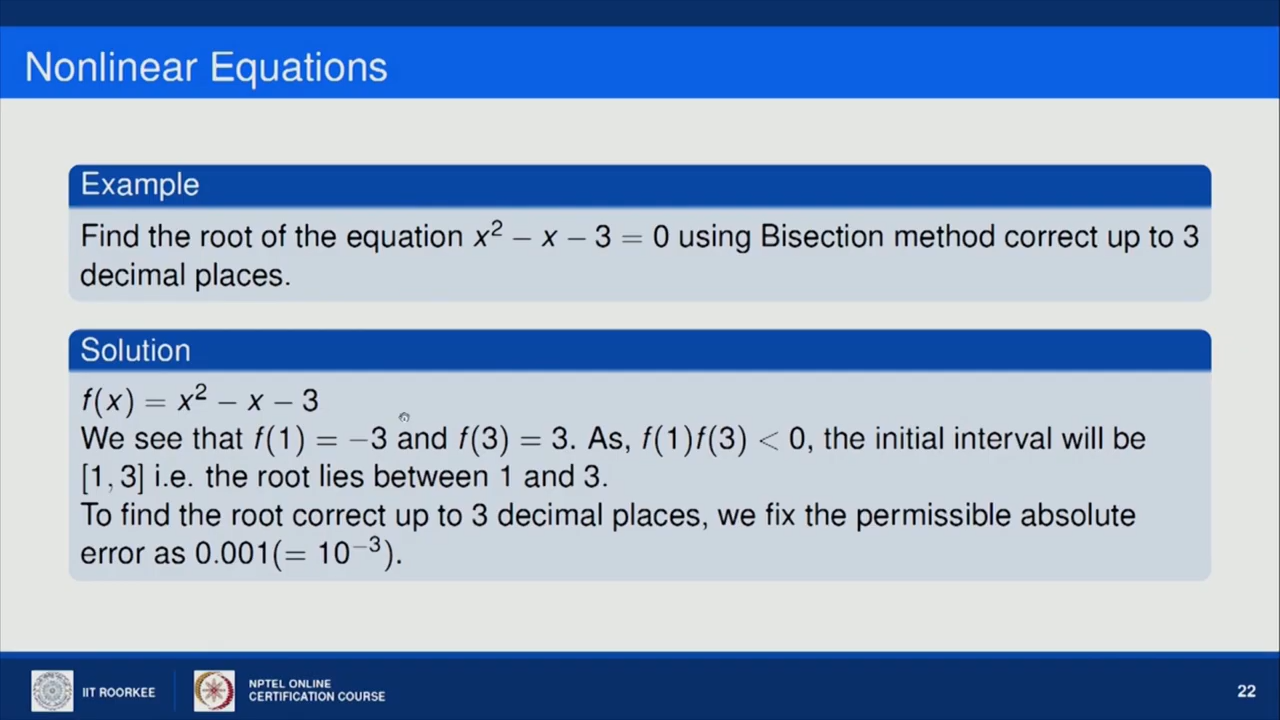 Nonlinear Equations
Example
Find the root of the equation x² − x − 3 = 0 using Bisection method correct up to 3
decimal places.
Solution
f(x) = x² − x − 3
We see that f(1) = −3 and f(3) = 3. As, f(1)f(3) < 0, the initial interval will be
[1, 3] i.e. the root lies between 1 and 3.
To find the root correct up to 3 decimal places, we fix the permissible absolute
error as 0.001(= 10⁻³).
IIT ROORKEE
NPTEL ONLINE
CERTIFICATION COURSE
22